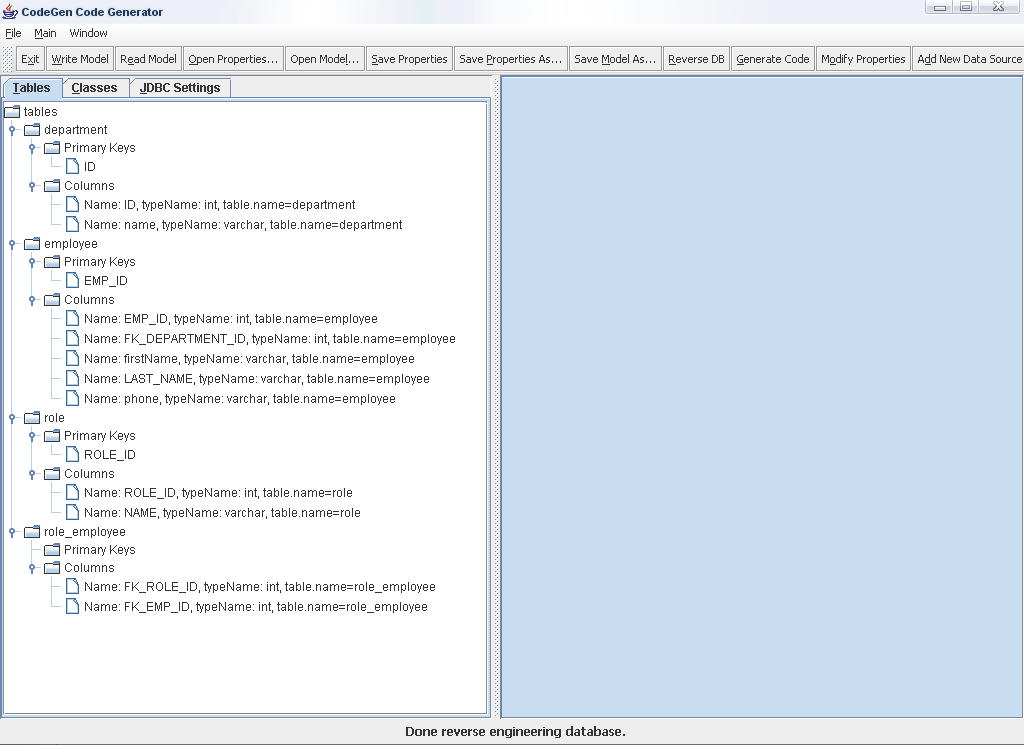 CodeGen Code Generator
File Main Window
Exit Write Model Read Model Open Properties... Open Model... Save Properties Save Properties As... Save Model As... Reverse DB Generate Code Modify Properties Add New Data Source
Tables Classes JDBC Settings
tables
department
Primary Keys
ID
Columns
Name: ID, typeName: int, table.name=department
Name: name, typeName: varchar, table.name=department
employee
Primary Keys
EMP_ID
Columns
Name: EMP_ID, typeName: int, table.name=employee
Name: FK_DEPARTMENT_ID, typeName: int, table.name=employee
Name: firstName, typeName: varchar, table.name=employee
Name: LAST_NAME, typeName: varchar, table.name=employee
Name: phone, typeName: varchar, table.name=employee
role
Primary Keys
ROLE_ID
Columns
Name: ROLE_ID, typeName: int, table.name=role
Name: NAME, typeName: varchar, table.name=role
role_employee
Primary Keys
Columns
Name: FK_ROLE_ID, typeName: int, table.name=role_employee
Name: FK_EMP_ID, typeName: int, table.name=role_employee
Done reverse engineering database.